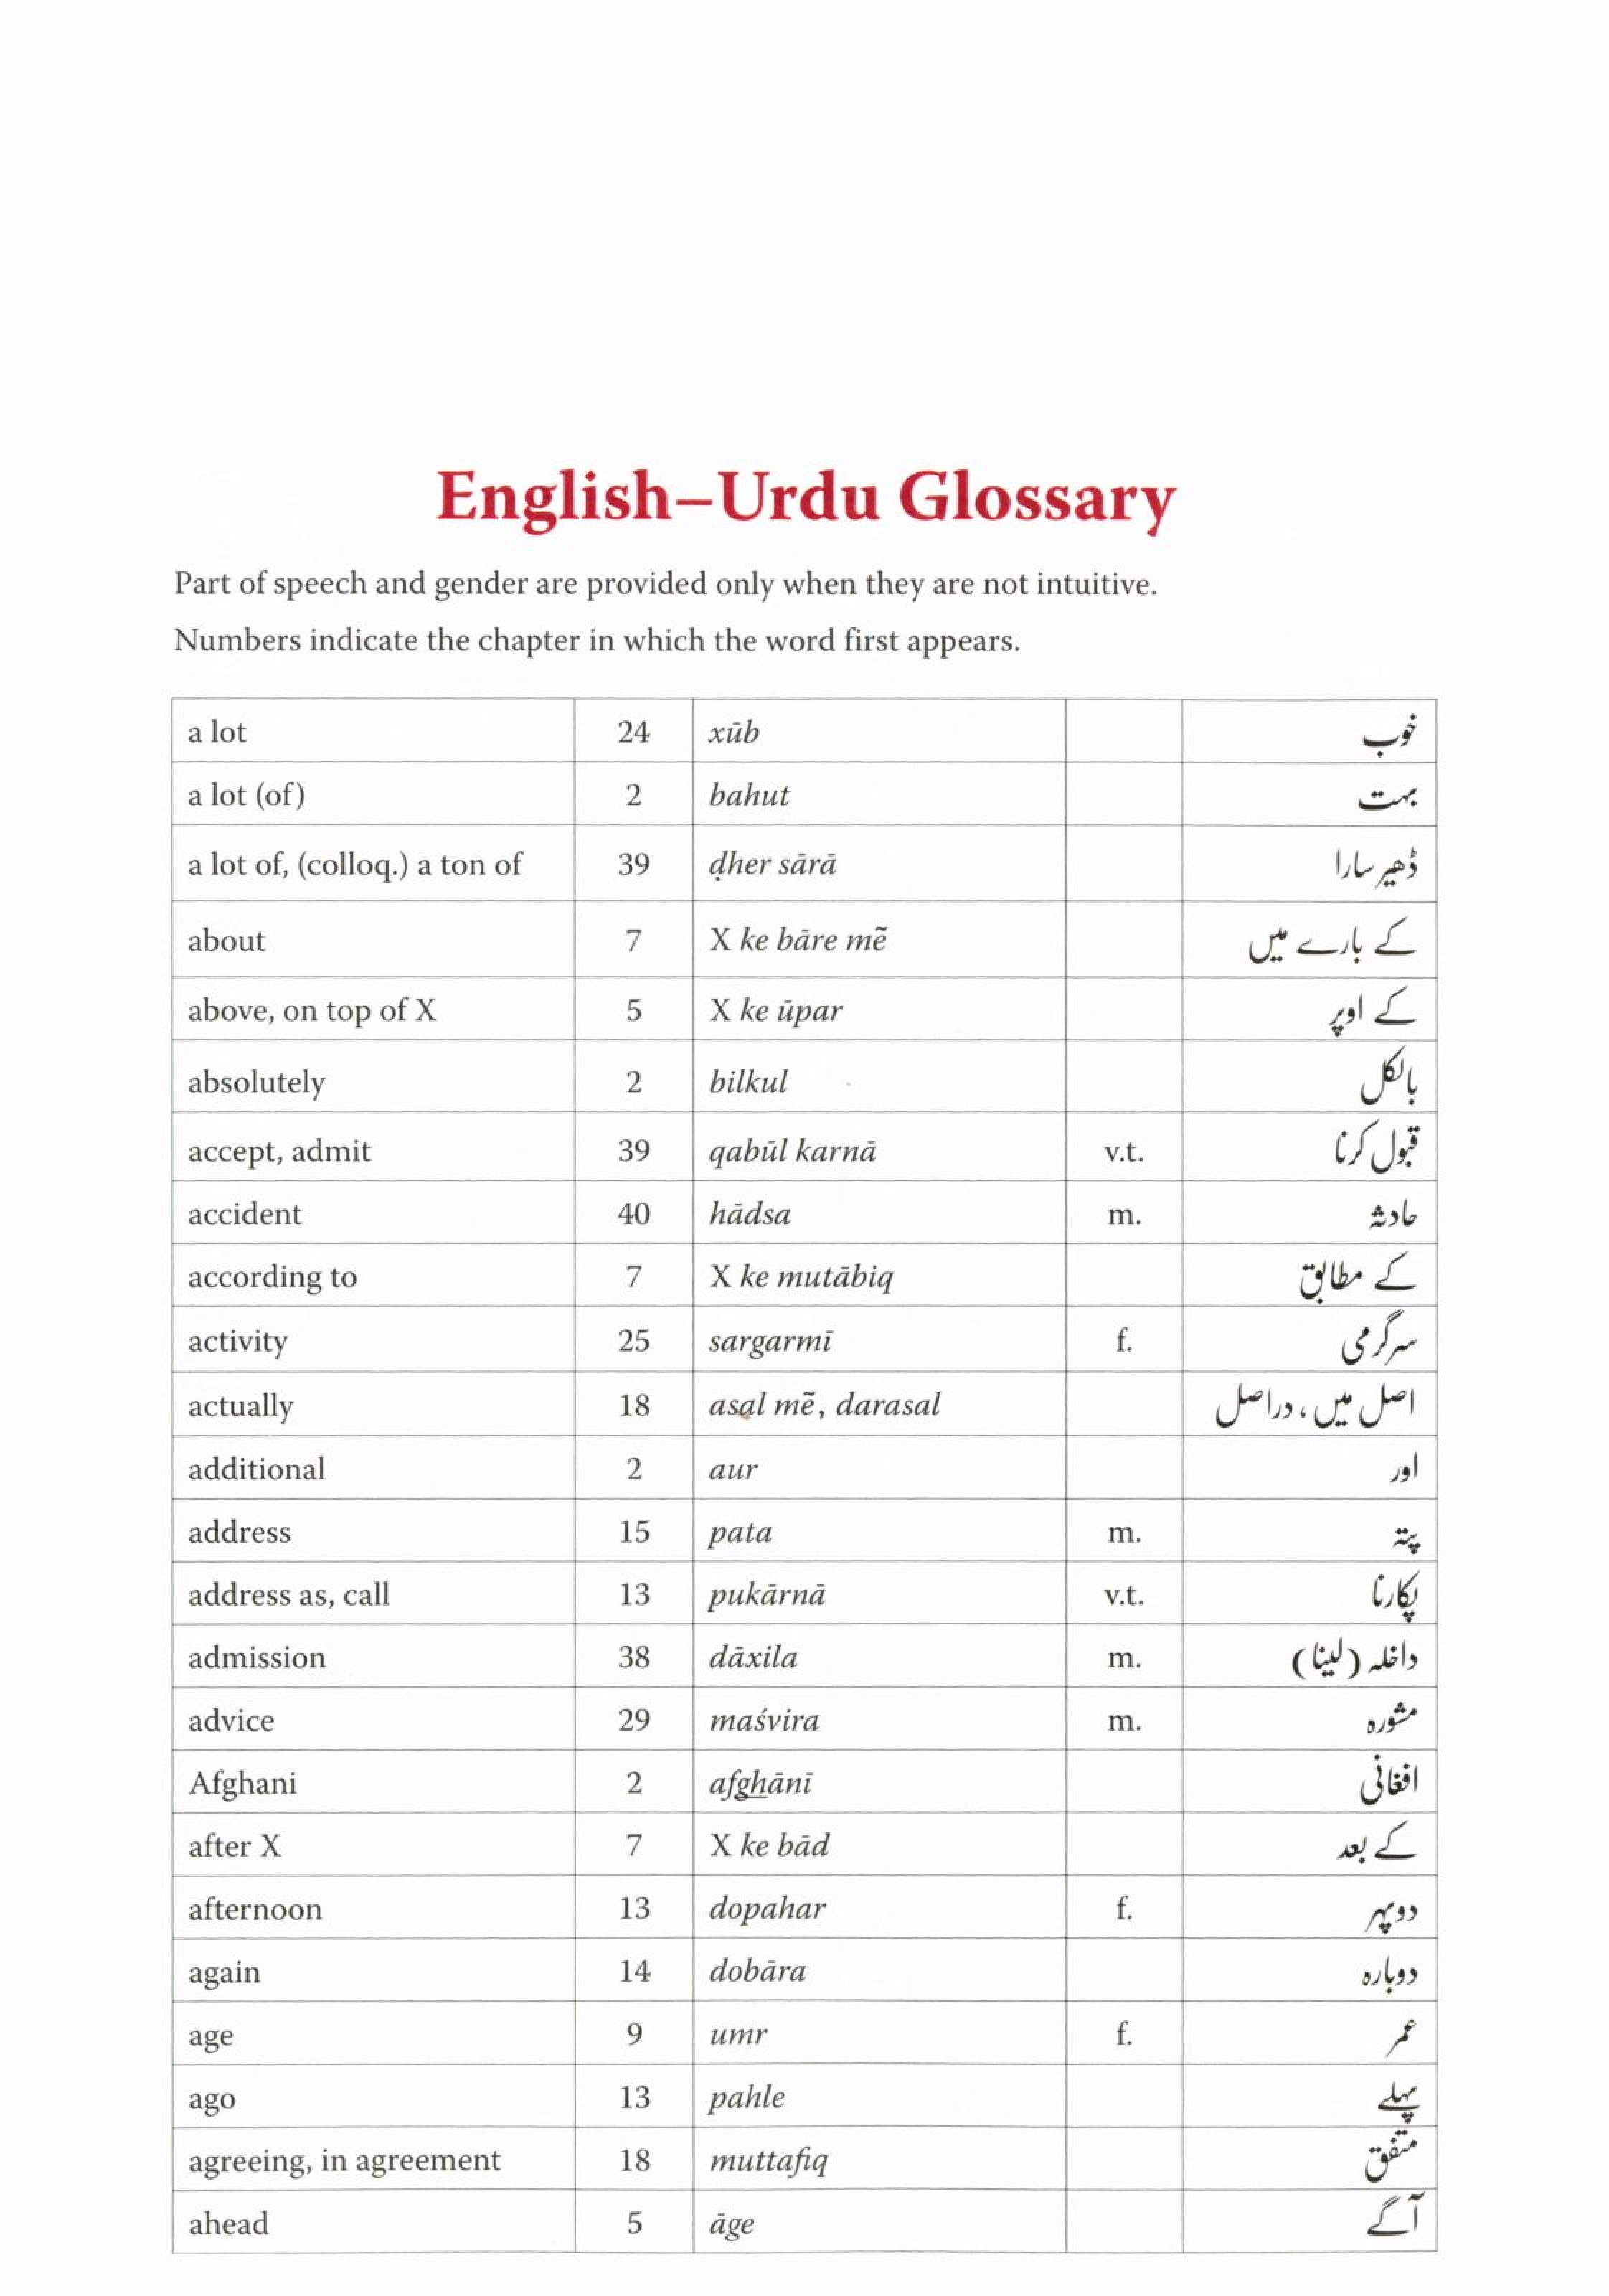 English–Urdu Glossary
Part of speech and gender are provided only when they are not intuitive.
Numbers indicate the chapter in which the word first appears.
a lot 24 xūb خوب
a lot (of) 2 bahut بہت
a lot of, (colloq.) a ton of 39 ḍher sārā ڈھیر سارا
about 7 X ke bāre mẽ کے بارے میں
above, on top of X 5 X ke ūpar کے اوپر
absolutely 2 bilkul بالکل
accept, admit 39 qabūl karnā v.t. قبول کرنا
accident 40 hādsa m. حادثہ
according to 7 X ke mutābiq کے مطابق
activity 25 sargarmī f. سرگرمی
actually 18 asal mẽ, darasal اصل میں، دراصل
additional 2 aur اور
address 15 pata m. پتہ
address as, call 13 pukārnā v.t. پکارنا
admission 38 dāxila m. داخلہ (لینا)
advice 29 maśvira m. مشورہ
Afghani 2 afghānī افغانی
after X 7 X ke bād کے بعد
afternoon 13 dopahar f. دوپہر
again 14 dobāra دوبارہ
age 9 umr f. عمر
ago 13 pahle پہلے
agreeing, in agreement 18 muttafiq متفق
ahead 5 āge آگے